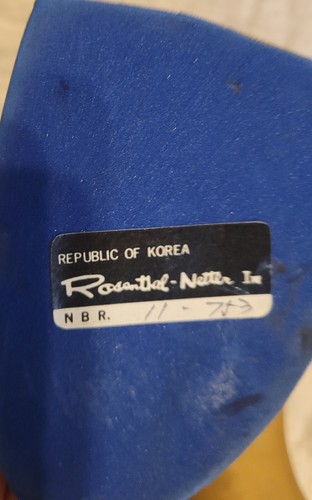 REPUBLIC OF KOREA
Rosenthal-Netter Inc
NBR. 11-783